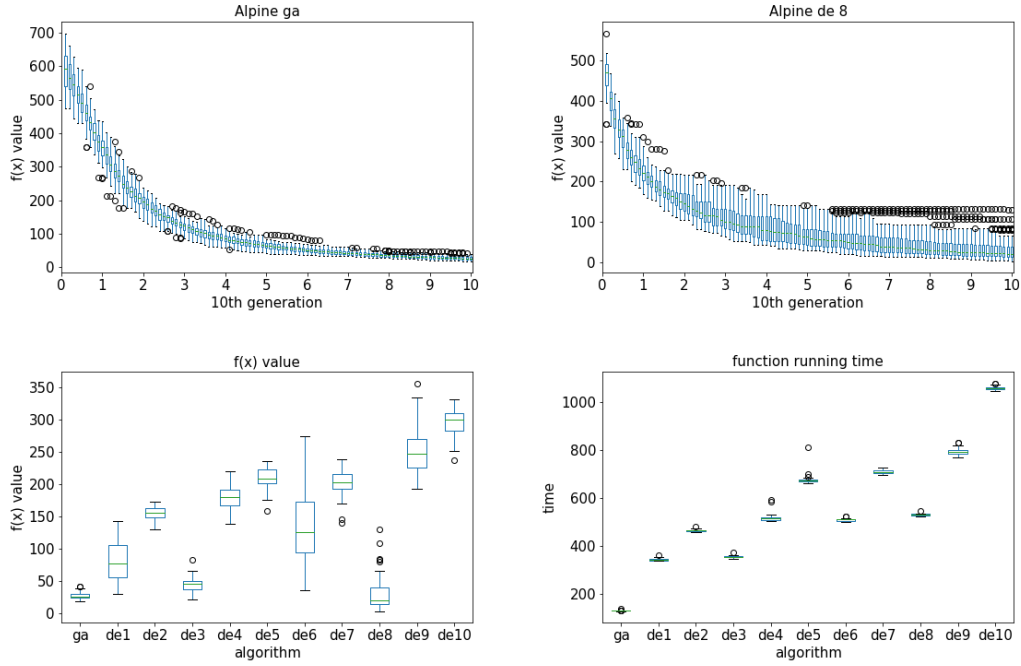 Alpine ga
700
600
500
400
300
200
100
0
f(x) value
0 1 2 3 4 5 6 7 8 9 10
10th generation
Alpine de 8
500
400
300
200
100
0
f(x) value
0 1 2 3 4 5 6 7 8 9 10
10th generation
f(x) value
350
300
250
200
150
100
50
0
f(x) value
ga de1 de2 de3 de4 de5 de6 de7 de8 de9 de10
algorithm
function running time
1000
800
600
400
200
time
ga de1 de2 de3 de4 de5 de6 de7 de8 de9 de10
algorithm